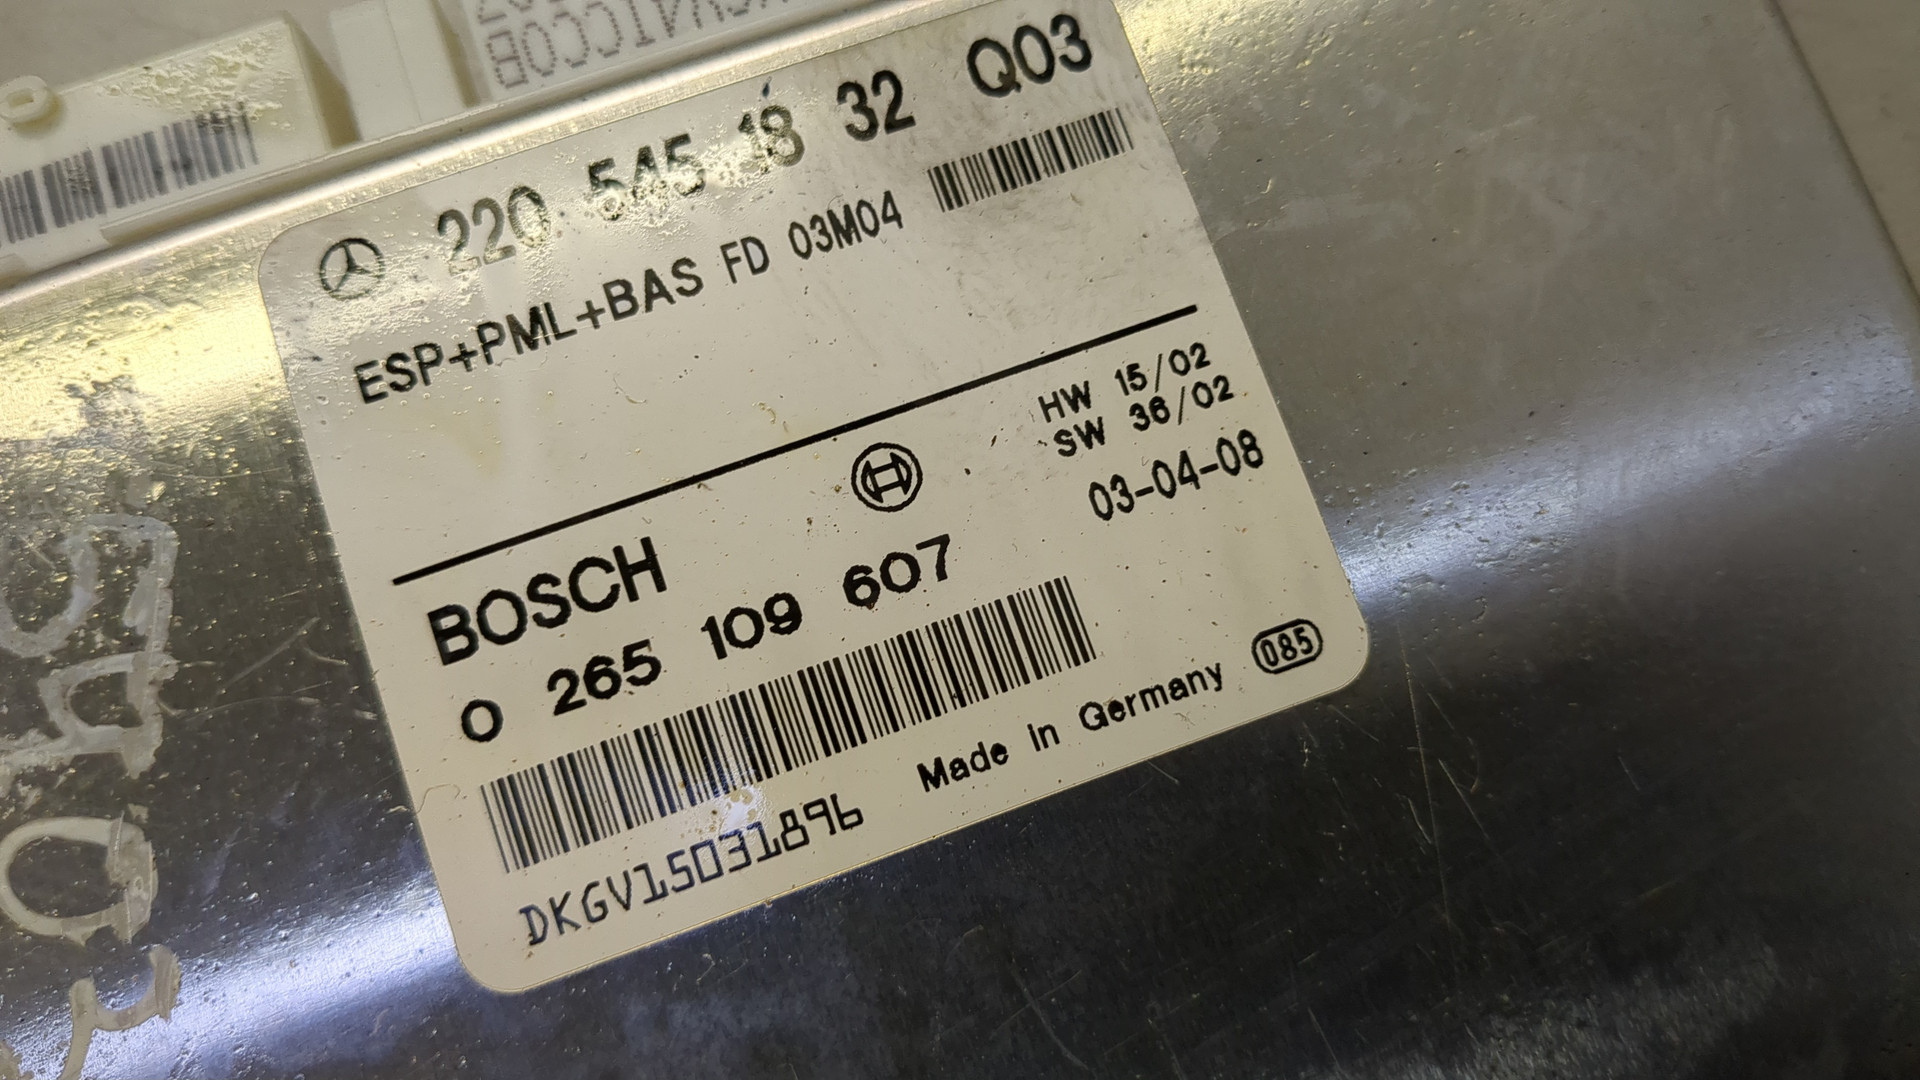 220 545 18 32 Q03
ESP+PML+BAS FD 03M04
HW 15/02
SW 36/02
03-04-08
BOSCH
0 265 109 607
Made in Germany 085
DKGV15031896